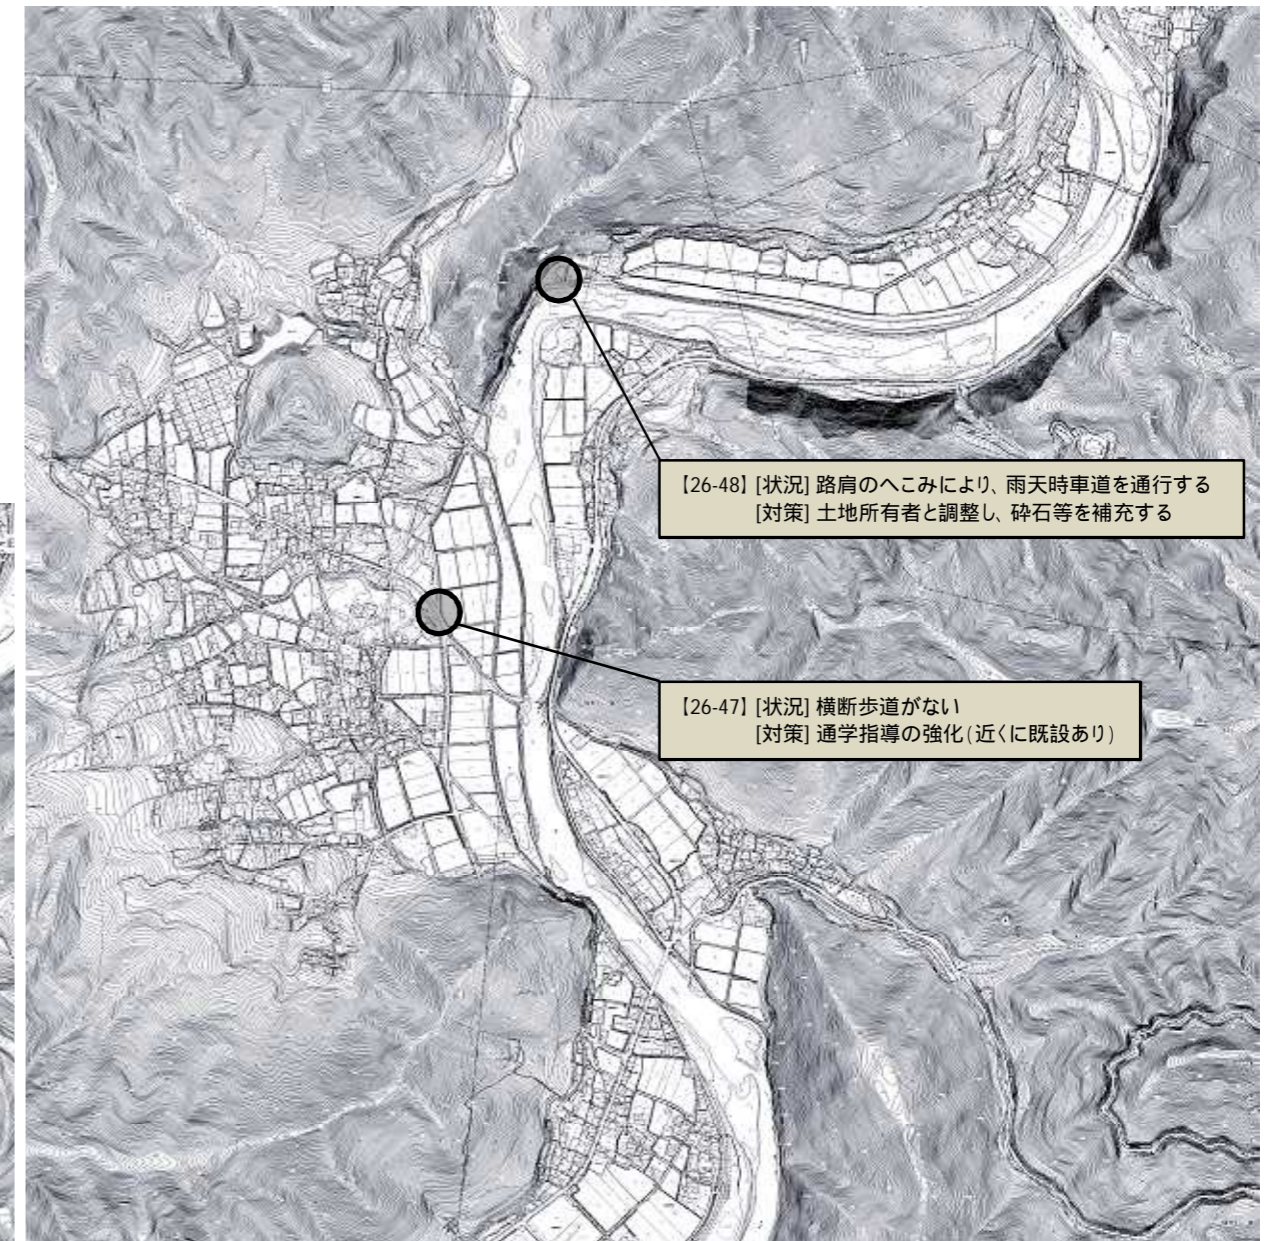 【26-48】 [状況] 路肩のへこみにより、雨天時車道を通行する
[対策] 土地所有者と調整し、砕石等を補充する
【26-47】 [状況] 横断歩道がない
[対策] 通学指導の強化(近くに既設あり)